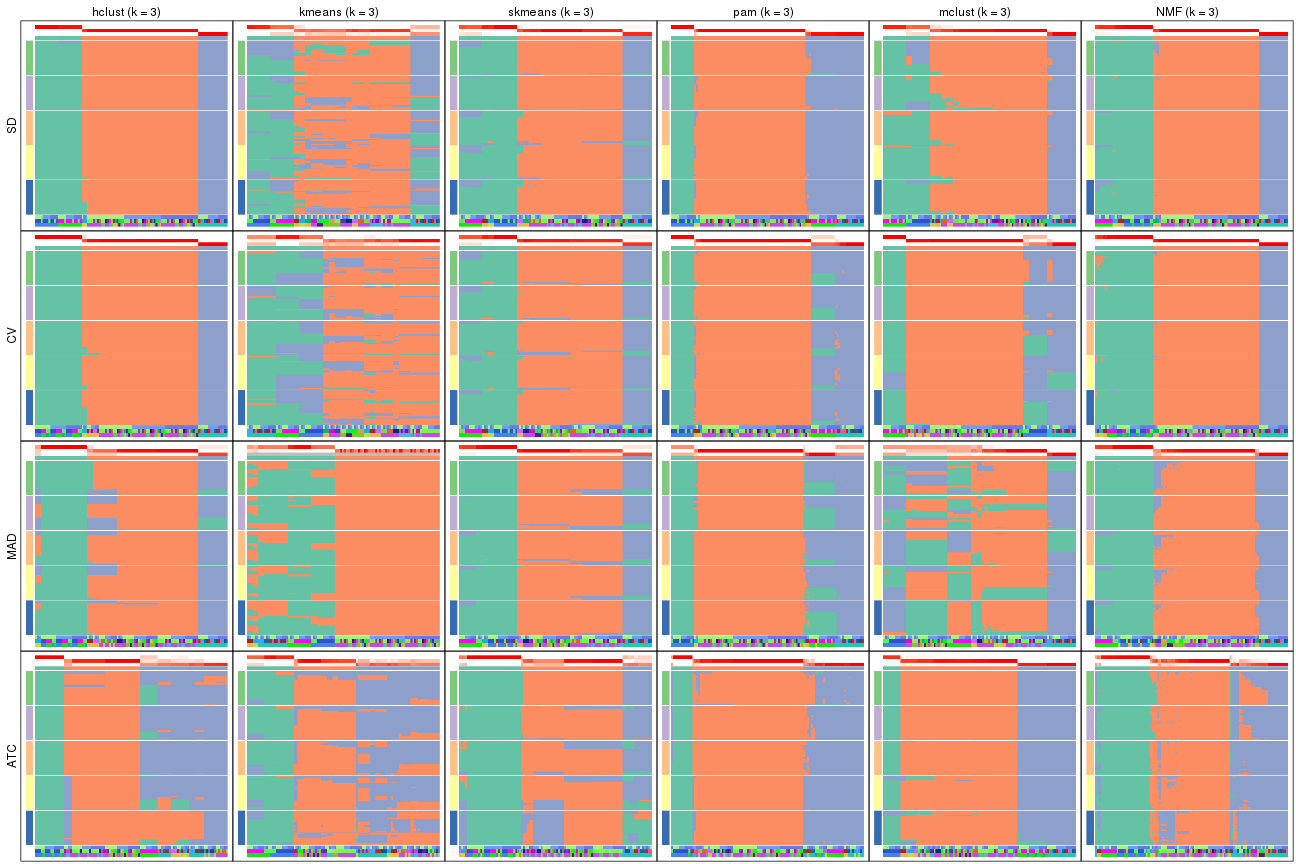 hclust (k = 3)
kmeans (k = 3)
skmeans (k = 3)
pam (k = 3)
mclust (k = 3)
NMF (k = 3)
SD
CV
MAD
ATC